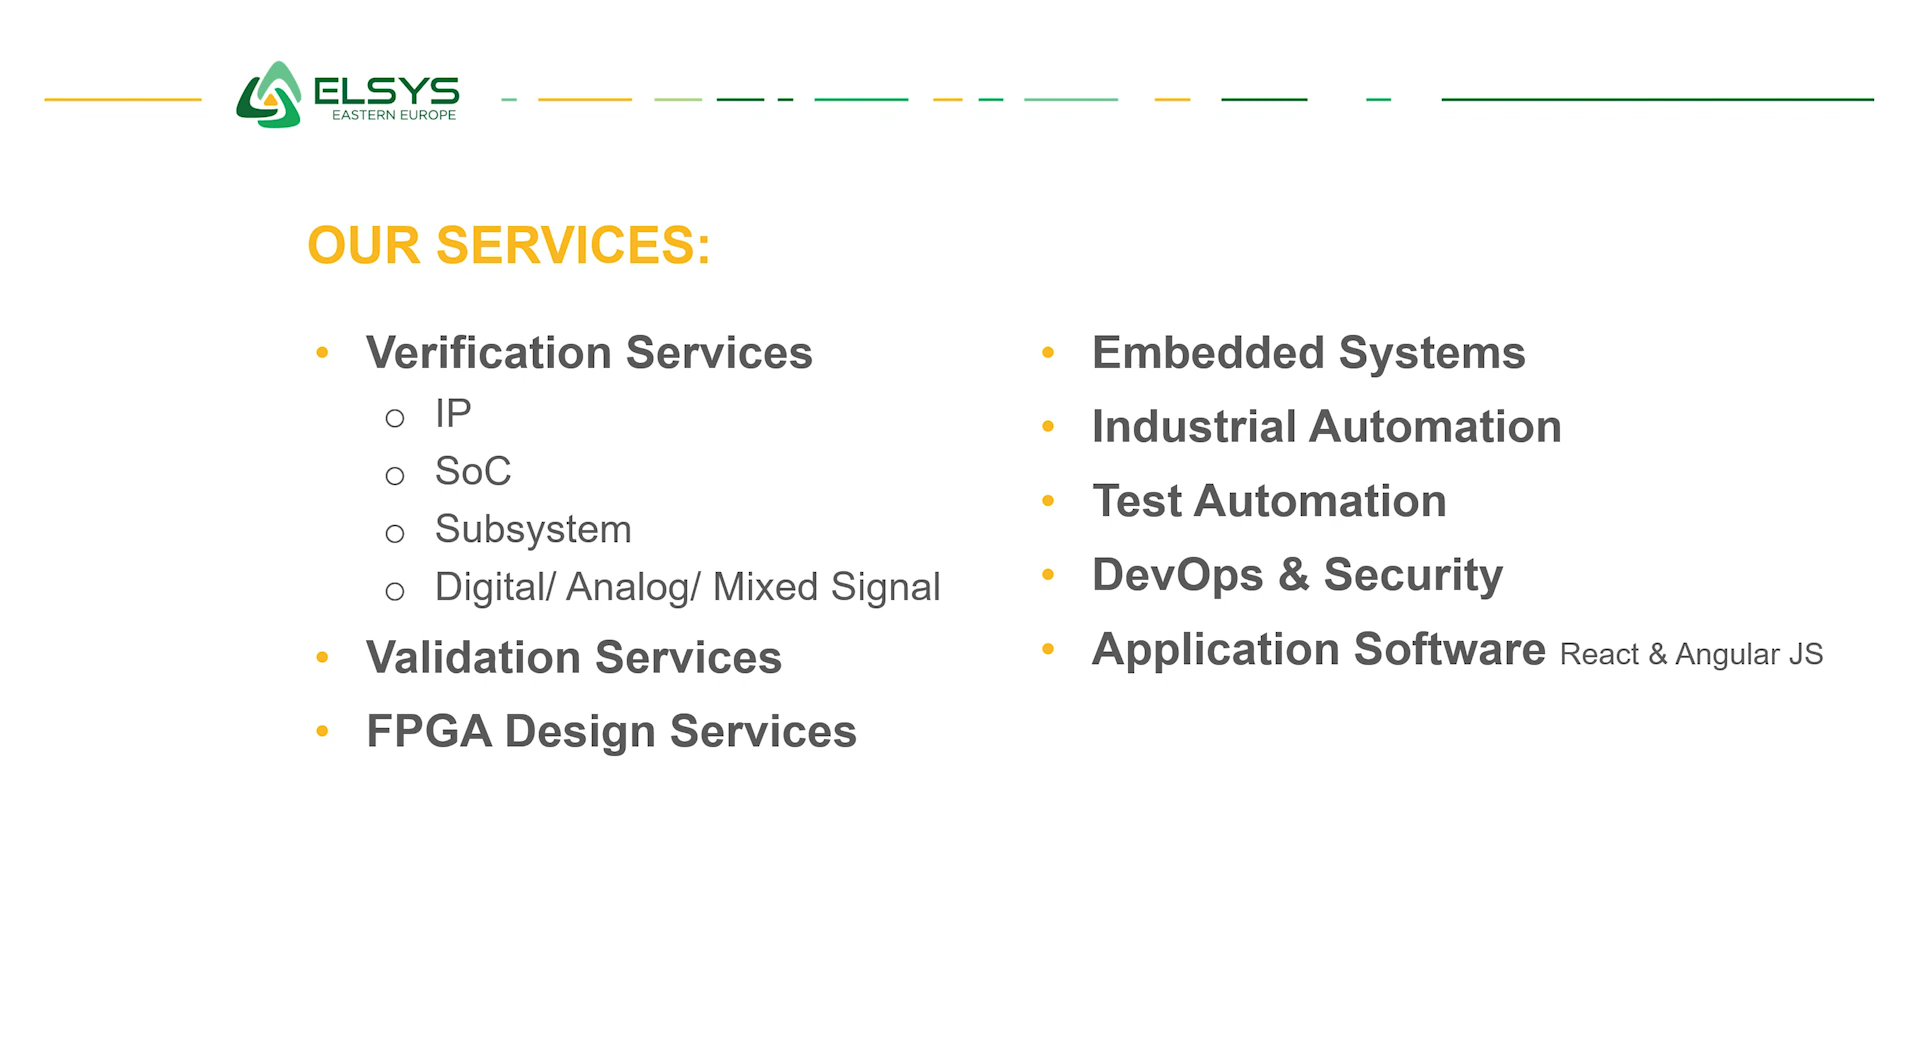 ELSYS
EASTERN EUROPE
OUR SERVICES:
• Verification Services
o IP
o SoC
o Subsystem
o Digital/ Analog/ Mixed Signal
• Validation Services
• FPGA Design Services
• Embedded Systems
• Industrial Automation
• Test Automation
• DevOps & Security
• Application Software React & Angular JS